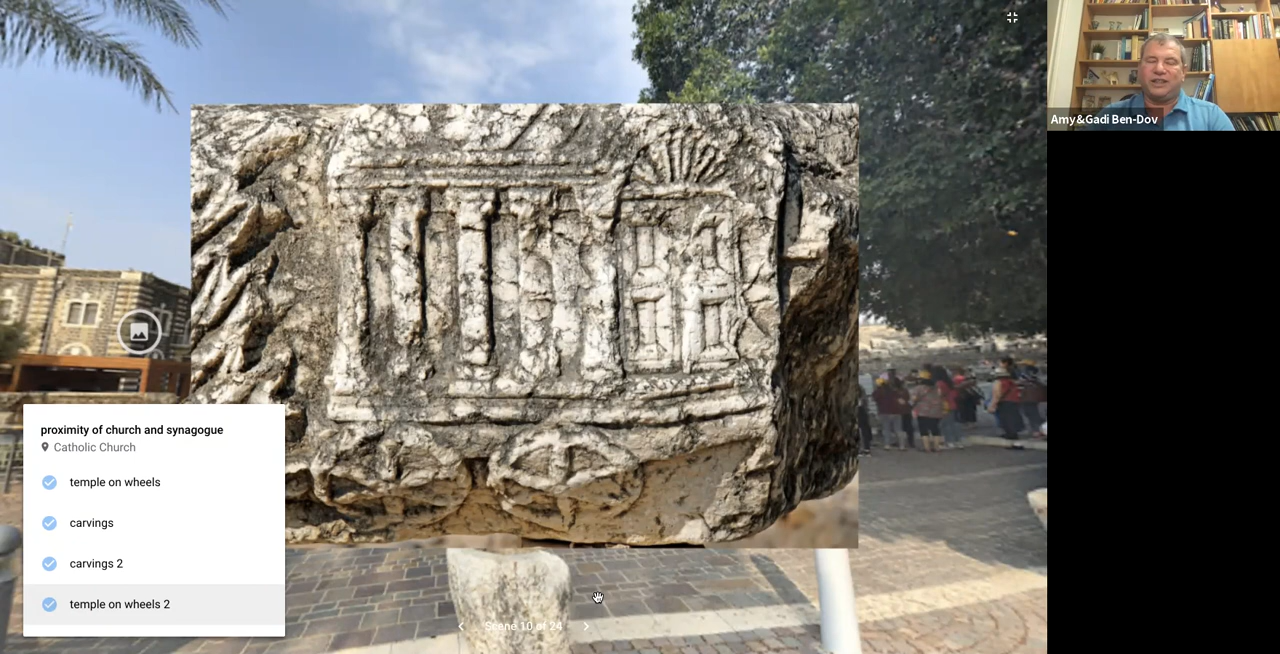 Amy&Gadi Ben-Dov
proximity of church and synagogue
Catholic Church
temple on wheels
carvings
carvings 2
temple on wheels 2
Scene 10 of 24